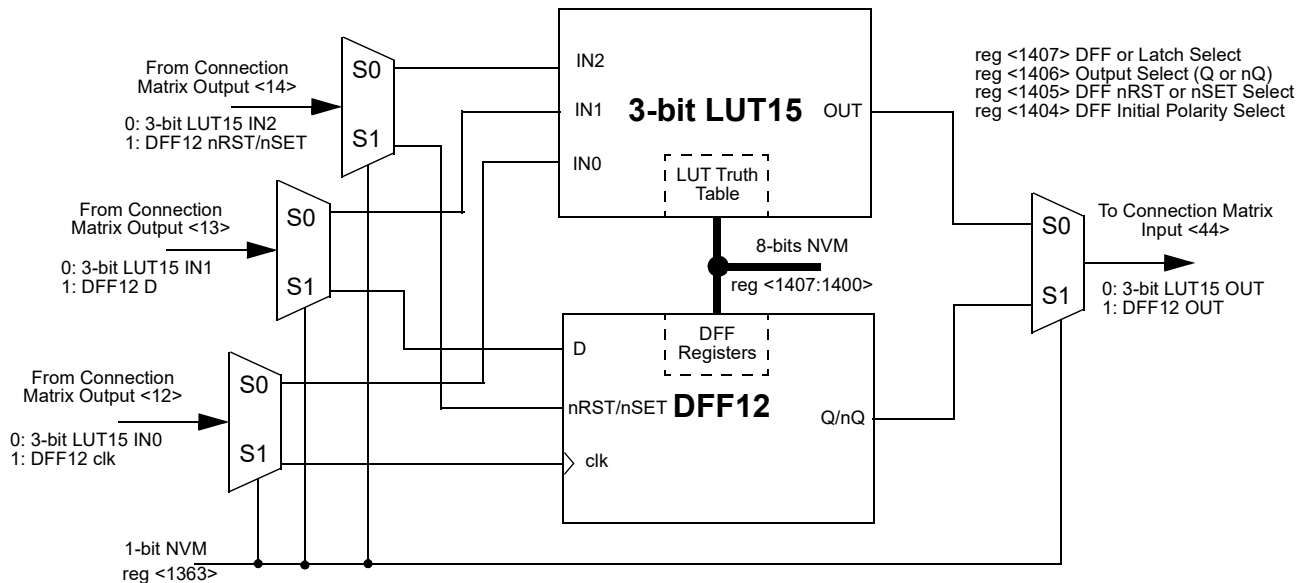 From Connection
Matrix Output <14>
0: 3-bit LUT15 IN2
1: DFF12 nRST/nSET
S0
S1
From Connection
Matrix Output <13>
0: 3-bit LUT15 IN1
1: DFF12 D
S0
S1
From Connection
Matrix Output <12>
0: 3-bit LUT15 IN0
1: DFF12 clk
S0
S1
1-bit NVM
reg <1363>
IN2
IN1
IN0
3-bit LUT15
OUT
LUT Truth
Table
8-bits NVM
reg <1407:1400>
DFF
Registers
D
nRST/nSET
clk
DFF12
Q/nQ
reg <1407> DFF or Latch Select
reg <1406> Output Select (Q or nQ)
reg <1405> DFF nRST or nSET Select
reg <1404> DFF Initial Polarity Select
S0
S1
To Connection Matrix
Input <44>
0: 3-bit LUT15 OUT
1: DFF12 OUT